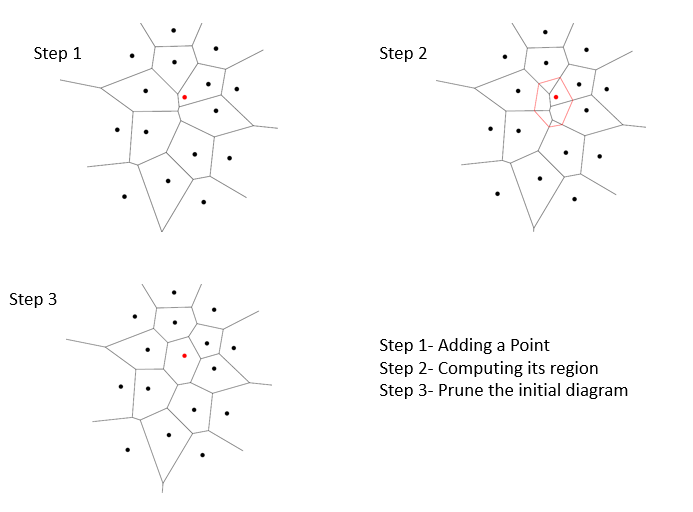 Step 1
Step 2
Step 3
Step 1- Adding a Point
Step 2- Computing its region
Step 3- Prune the initial diagram